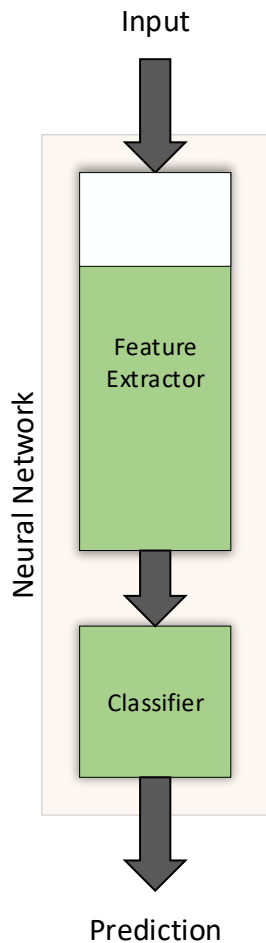 Input
Neural Network
Feature
Extractor
Classifier
Prediction